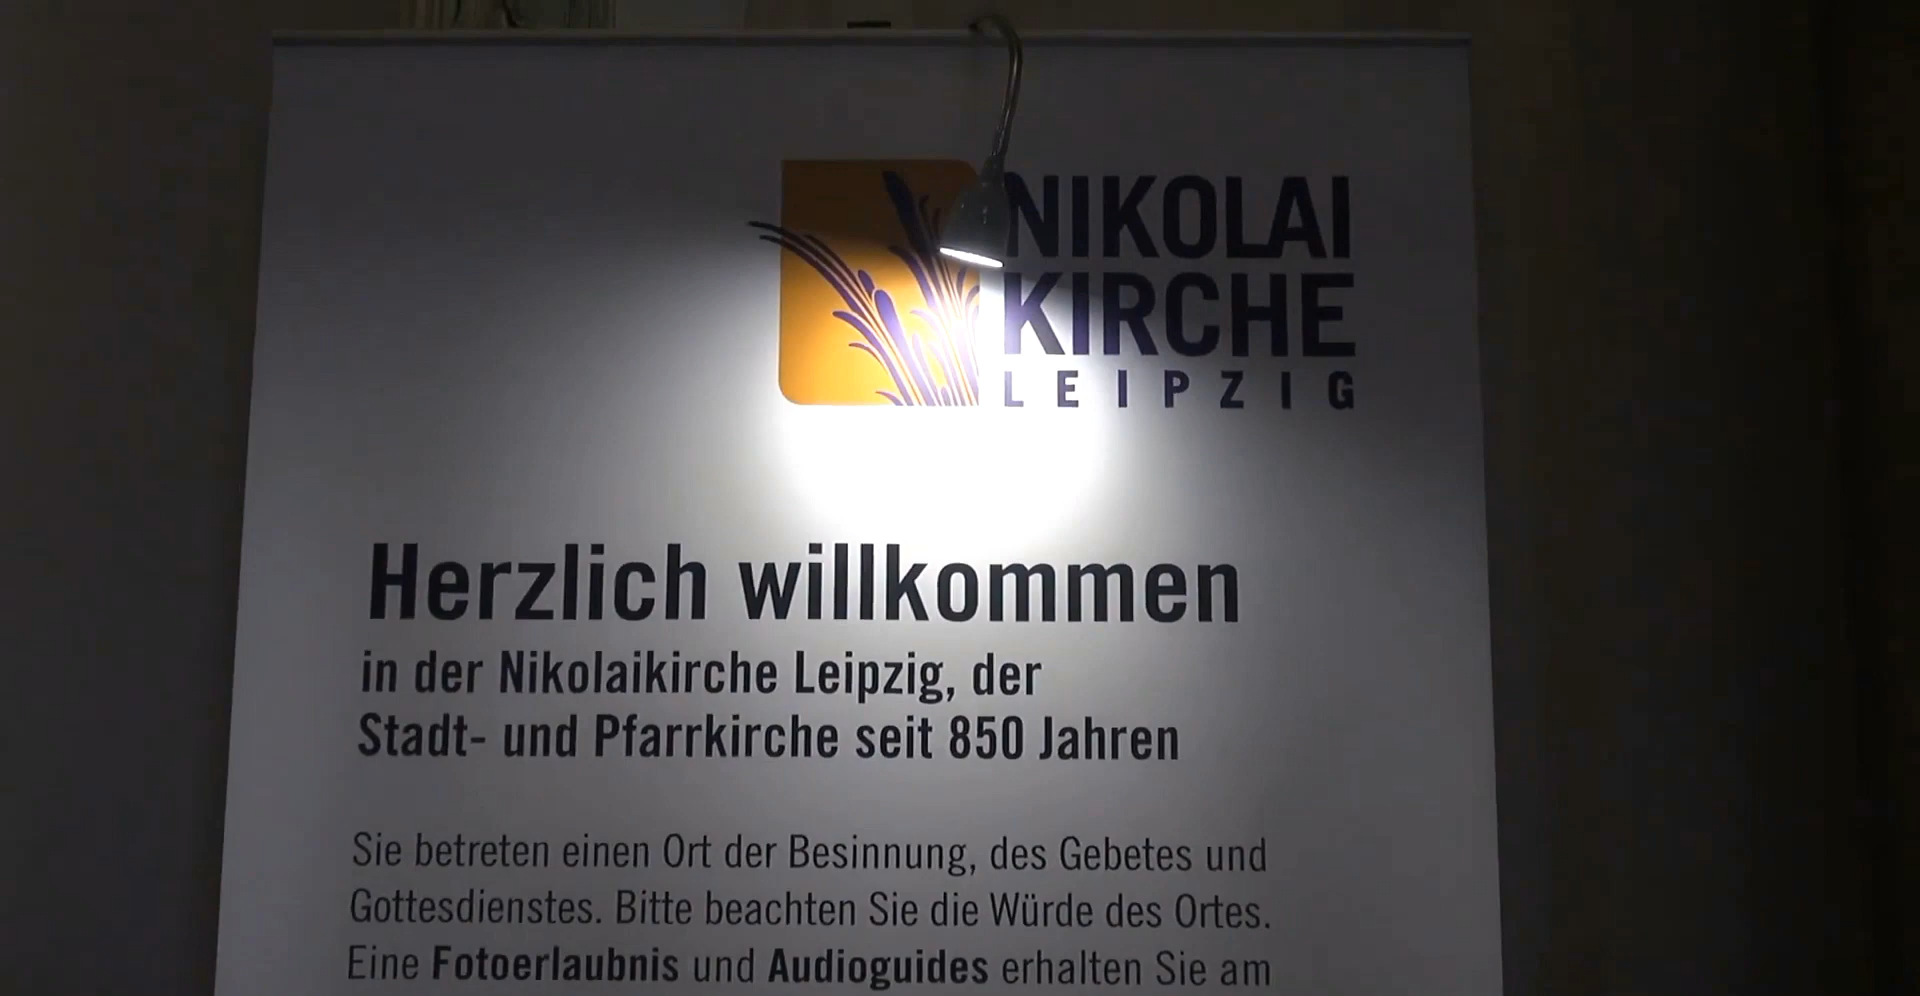 NIKOLAI
KIRCHE
LEIPZIG
Herzlich willkommen
in der Nikolaikirche Leipzig, der
Stadt- und Pfarrkirche seit 850 Jahren
Sie betreten einen Ort der Besinnung, des Gebetes und
Gottesdienstes. Bitte beachten Sie die Würde des Ortes.
Eine Fotoerlaubnis und Audioguides erhalten Sie am